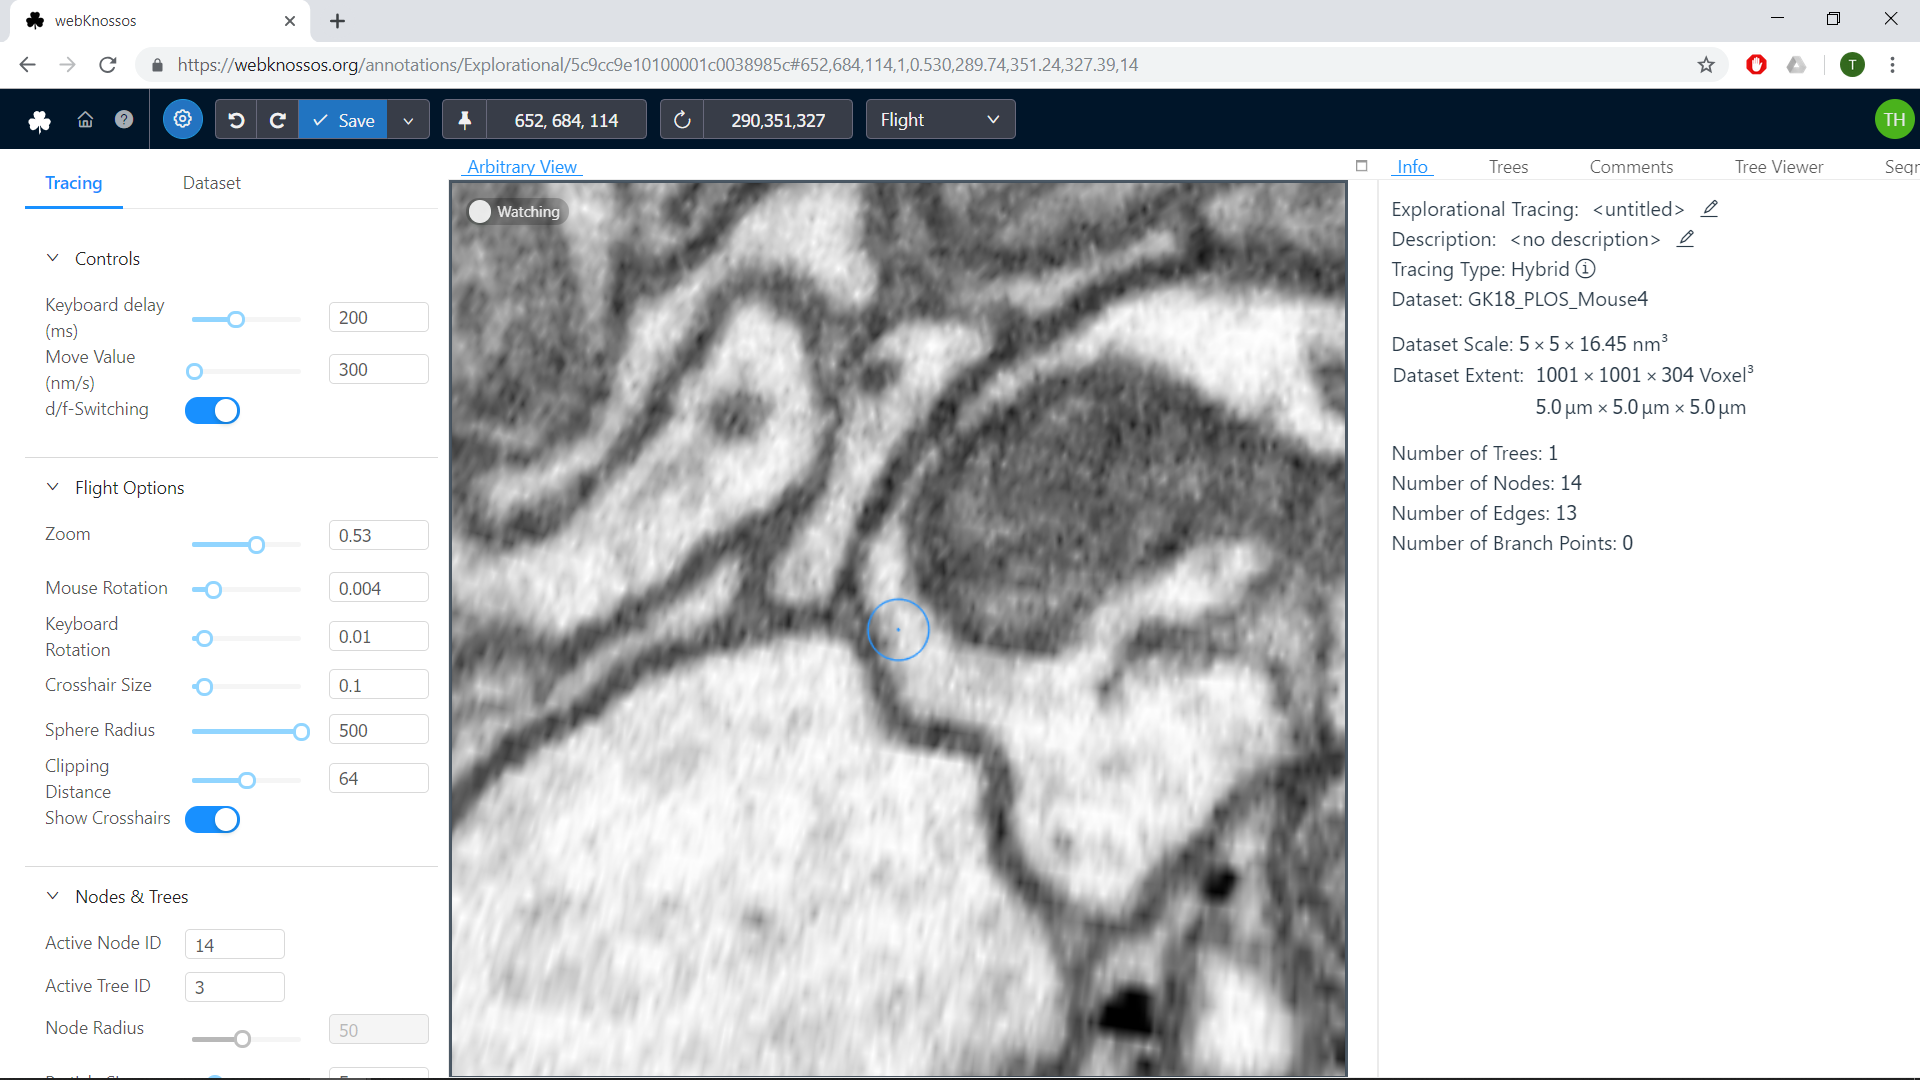 webKnossos
https://webknossos.org/annotations/Explorational/5c9cc9e10100001c0038985c#652,684,114,1,0.530,289.74,351.24,327.39,14
T
Save
652, 684, 114
290,351,327
Flight
TH
Tracing
Dataset
Controls
Keyboard delay
(ms)
200
Move Value
(nm/s)
300
d/f-Switching
Flight Options
Zoom
0.53
Mouse Rotation
0.004
Keyboard
Rotation
0.01
Crosshair Size
0.1
Sphere Radius
500
Clipping
Distance
64
Show Crosshairs
Nodes & Trees
Active Node ID
14
Active Tree ID
3
Node Radius
50
Arbitrary View
Watching
Info
Trees
Comments
Tree Viewer
Segr
Explorational Tracing: <untitled>
Description: <no description>
Tracing Type: Hybrid
Dataset: GK18_PLOS_Mouse4
Dataset Scale: 5 × 5 × 16.45 nm³
Dataset Extent: 1001 × 1001 × 304 Voxel³
5.0 µm × 5.0 µm × 5.0 µm
Number of Trees: 1
Number of Nodes: 14
Number of Edges: 13
Number of Branch Points: 0